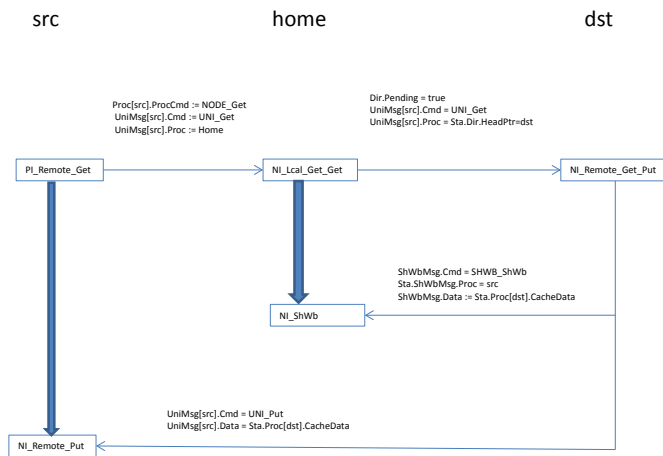 src
home
dst
Proc[src].ProcCmd := NODE_Get
UniMsg[src].Cmd := UNI_Get
UniMsg[src].Proc := Home
Dir.Pending = true
UniMsg[src].Cmd = UNI_Get
UniMsg[src].Proc = Sta.Dir.HeadPtr=dst
PI_Remote_Get
NI_Lcal_Get_Get
NI_Remote_Get_Put
ShWbMsg.Cmd = SHWB_ShWb
Sta.ShWbMsg.Proc = src
ShWbMsg.Data := Sta.Proc[dst].CacheData
NI_ShWb
UniMsg[src].Cmd = UNI_Put
UniMsg[src].Data = Sta.Proc[dst].CacheData
NI_Remote_Put